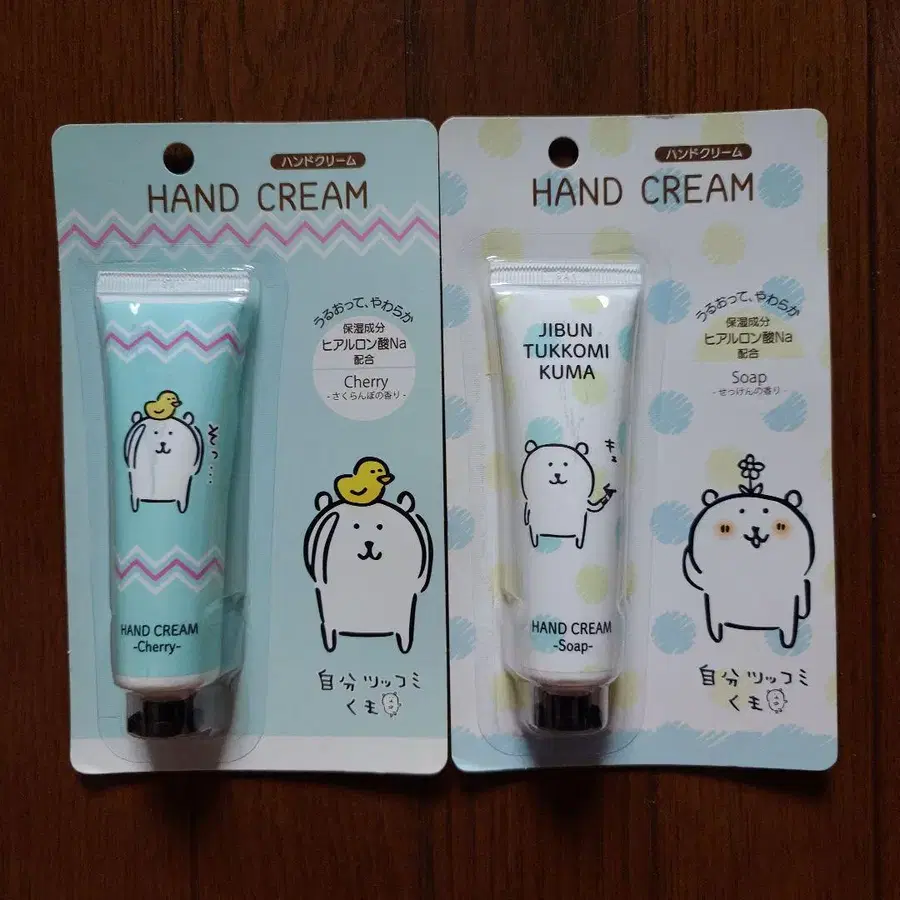 ハンドクリーム
HAND CREAM
うるおって、やわらか
保湿成分
ヒアルロン酸Na
配合
Cherry
-さくらんぼの香り-
そっ…
HAND CREAM
-Cherry-
自分ツッコミ
くま
ハンドクリーム
HAND CREAM
うるおって、やわらか
保湿成分
ヒアルロン酸Na
配合
Soap
-せっけんの香り-
JIBUN
TUKKOMI
KUMA
HAND CREAM
-Soap-
自分ツッコミ
くま